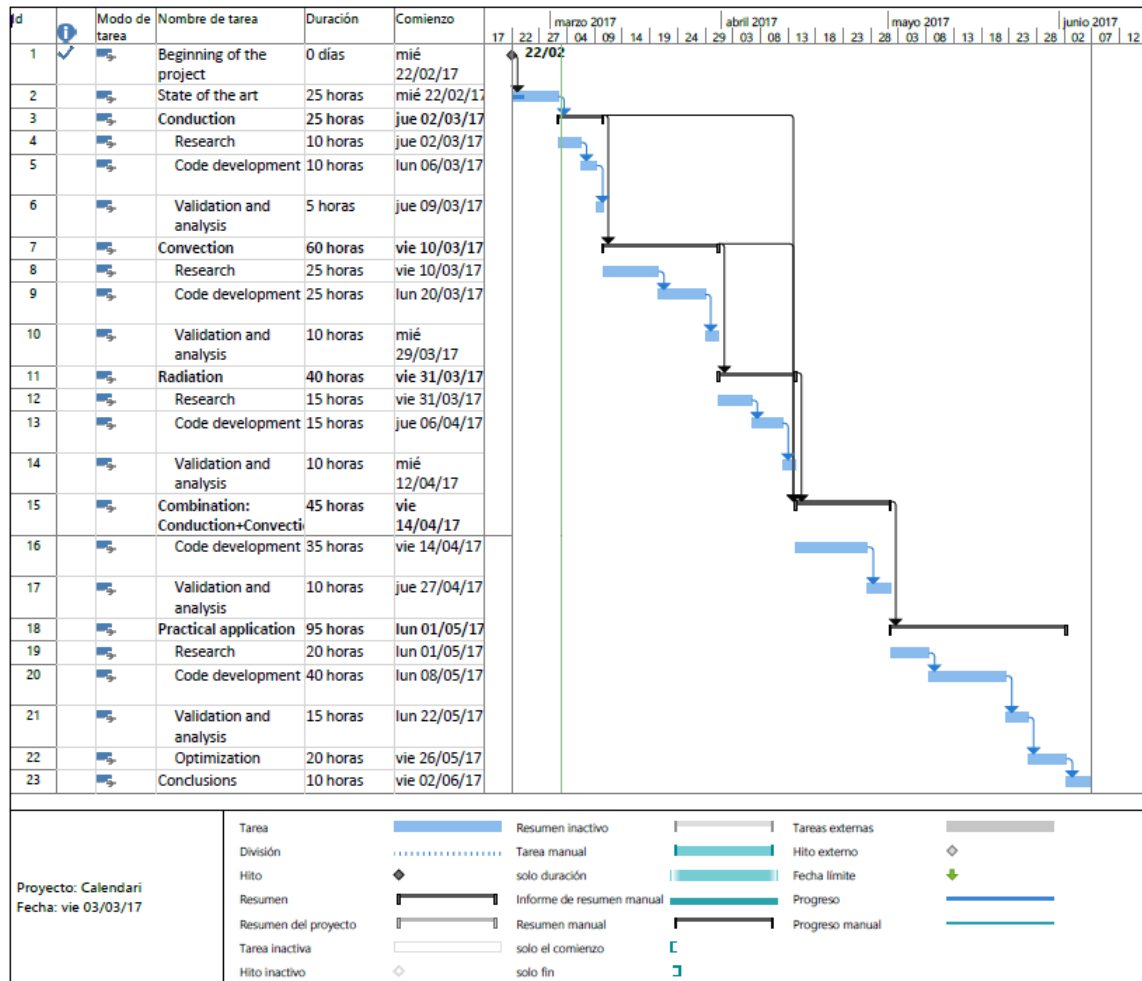 Id Modo de tarea Nombre de tarea Duración Comienzo
marzo 2017 abril 2017 mayo 2017 junio 2017
17 22 27 04 09 14 19 24 29 03 08 13 18 23 28 03 08 13 18 23 28 02 07 12
1 Beginning of the project 0 días mié 22/02/17 22/02
2 State of the art 25 horas mié 22/02/17
3 Conduction 25 horas jue 02/03/17
4 Research 10 horas jue 02/03/17
5 Code development 10 horas lun 06/03/17
6 Validation and analysis 5 horas jue 09/03/17
7 Convection 60 horas vie 10/03/17
8 Research 25 horas vie 10/03/17
9 Code development 25 horas lun 20/03/17
10 Validation and analysis 10 horas mié 29/03/17
11 Radiation 40 horas vie 31/03/17
12 Research 15 horas vie 31/03/17
13 Code development 15 horas jue 06/04/17
14 Validation and analysis 10 horas mié 12/04/17
15 Combination: Conduction+Convecti 45 horas vie 14/04/17
16 Code development 35 horas vie 14/04/17
17 Validation and analysis 10 horas jue 27/04/17
18 Practical application 95 horas lun 01/05/17
19 Research 20 horas lun 01/05/17
20 Code development 40 horas lun 08/05/17
21 Validation and analysis 15 horas lun 22/05/17
22 Optimization 20 horas vie 26/05/17
23 Conclusions 10 horas vie 02/06/17
Proyecto: Calendari
Fecha: vie 03/03/17
Tarea
División
Hito
Resumen
Resumen del proyecto
Tarea inactiva
Hito inactivo
Resumen inactivo
Tarea manual
solo duración
Informe de resumen manual
Resumen manual
solo el comienzo
solo fin
Tareas externas
Hito externo
Fecha límite
Progreso
Progreso manual